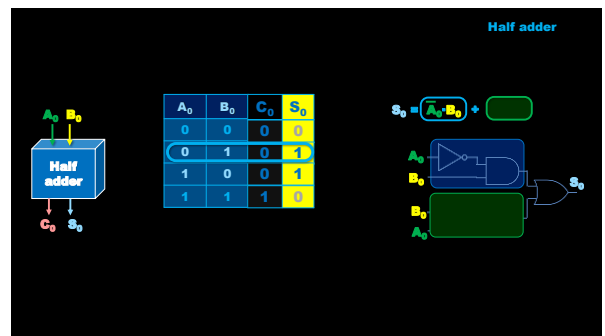 Half adder
A₀ B₀
Half
adder
C₀ S₀
A₀ B₀ C₀ S₀
0 0 0 0
0 1 0 1
1 0 0 1
1 1 1 0
S₀ = A̅₀·B₀ +
A₀
B₀
S₀
B₀
A₀